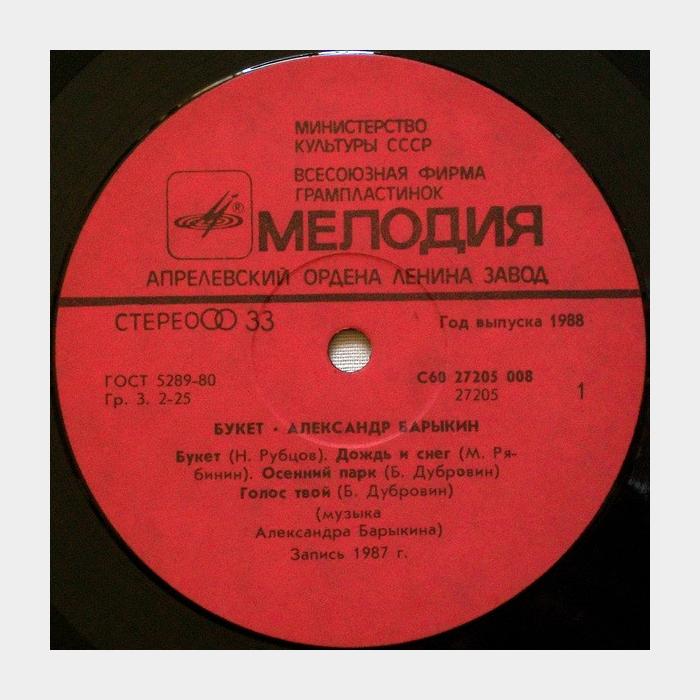 МИНИСТЕРСТВО
КУЛЬТУРЫ СССР
ВСЕСОЮЗНАЯ ФИРМА
ГРАМПЛАСТИНОК
®
МЕЛОДИЯ
АПРЕЛЕВСКИЙ ОРДЕНА ЛЕНИНА ЗАВОД
СТЕРЕО 33
Год выпуска 1988
ГОСТ 5289-80
Гр. 3. 2-25
С60 27205 008
27205
1
БУКЕТ • АЛЕКСАНДР БАРЫКИН
Букет (Н. Рубцов). Дождь и снег (М. Ря-
бинин). Осенний парк (Б. Дубровин)
Голос твой (Б. Дубровин)
(музыка
Александра Барыкина)
Запись 1987 г.